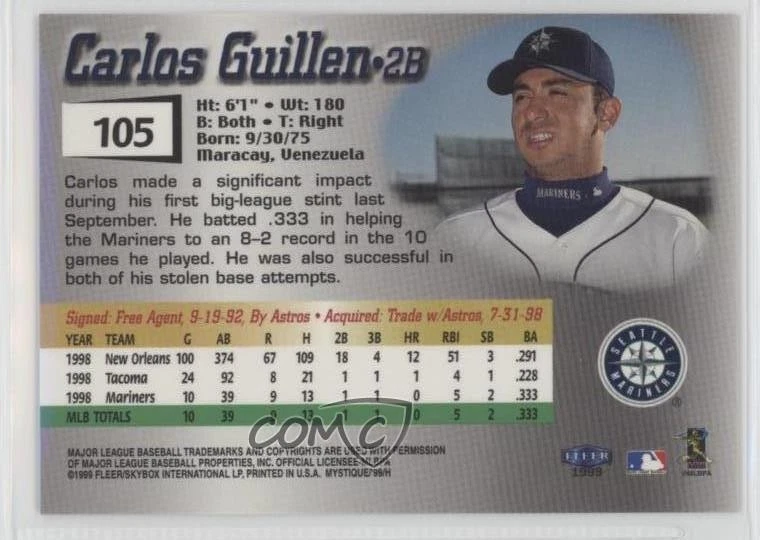 Carlos Guillen • 2B
105
Ht: 6'1" • Wt: 180
B: Both • T: Right
Born: 9/30/75
Maracay, Venezuela
MARINERS
Carlos made a significant impact
during his first big-league stint last
September. He batted .333 in helping
the Mariners to an 8-2 record in the 10
games he played. He was also successful in
both of his stolen base attempts.
Signed: Free Agent, 9-19-92, By Astros • Acquired: Trade w/Astros, 7-31-98
YEAR TEAM G AB R H 2B 3B HR RBI SB BA
1998 New Orleans 100 374 67 109 18 4 12 51 3 .291
1998 Tacoma 24 92 8 21 1 1 1 4 1 .228
1998 Mariners 10 39 9 13 1 1 0 5 2 .333
MLB TOTALS 10 39 9 13 1 1 0 5 2 .333
SEATTLE
MARINERS
®
COMC
MAJOR LEAGUE BASEBALL TRADEMARKS AND COPYRIGHTS ARE USED WITH PERMISSION
OF MAJOR LEAGUE BASEBALL PROPERTIES, INC. OFFICIAL LICENSEE-MLBPA
©1999 FLEER/SKYBOX INTERNATIONAL LP, PRINTED IN U.S.A. MYSTIQUE'99/H
FLEER
1999
©MLBPA